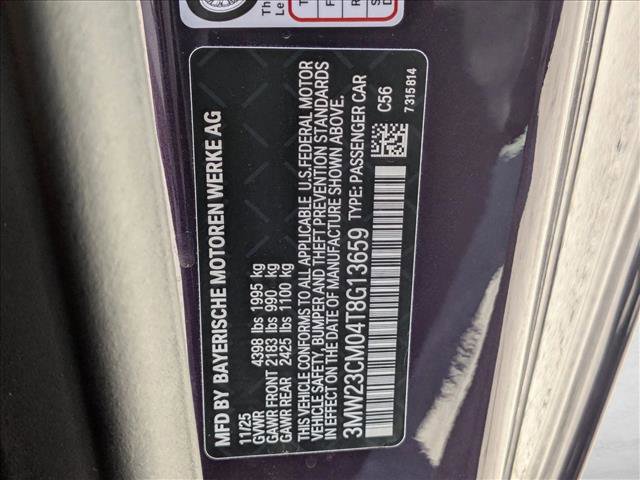 MFD BY BAYERISCHE MOTOREN WERKE AG
11/25
GVWR 4398 lbs 1995 kg
GAWR FRONT 2183 lbs 990 kg
GAWR REAR 2425 lbs 1100 kg
THIS VEHICLE CONFORMS TO ALL APPLICABLE U.S. FEDERAL MOTOR
VEHICLE SAFETY, BUMPER AND THEFT PREVENTION STANDARDS
IN EFFECT ON THE DATE OF MANUFACTURE SHOWN ABOVE.
3MW23CM04T8G13659 TYPE: PASSENGER CAR
C56
7315814